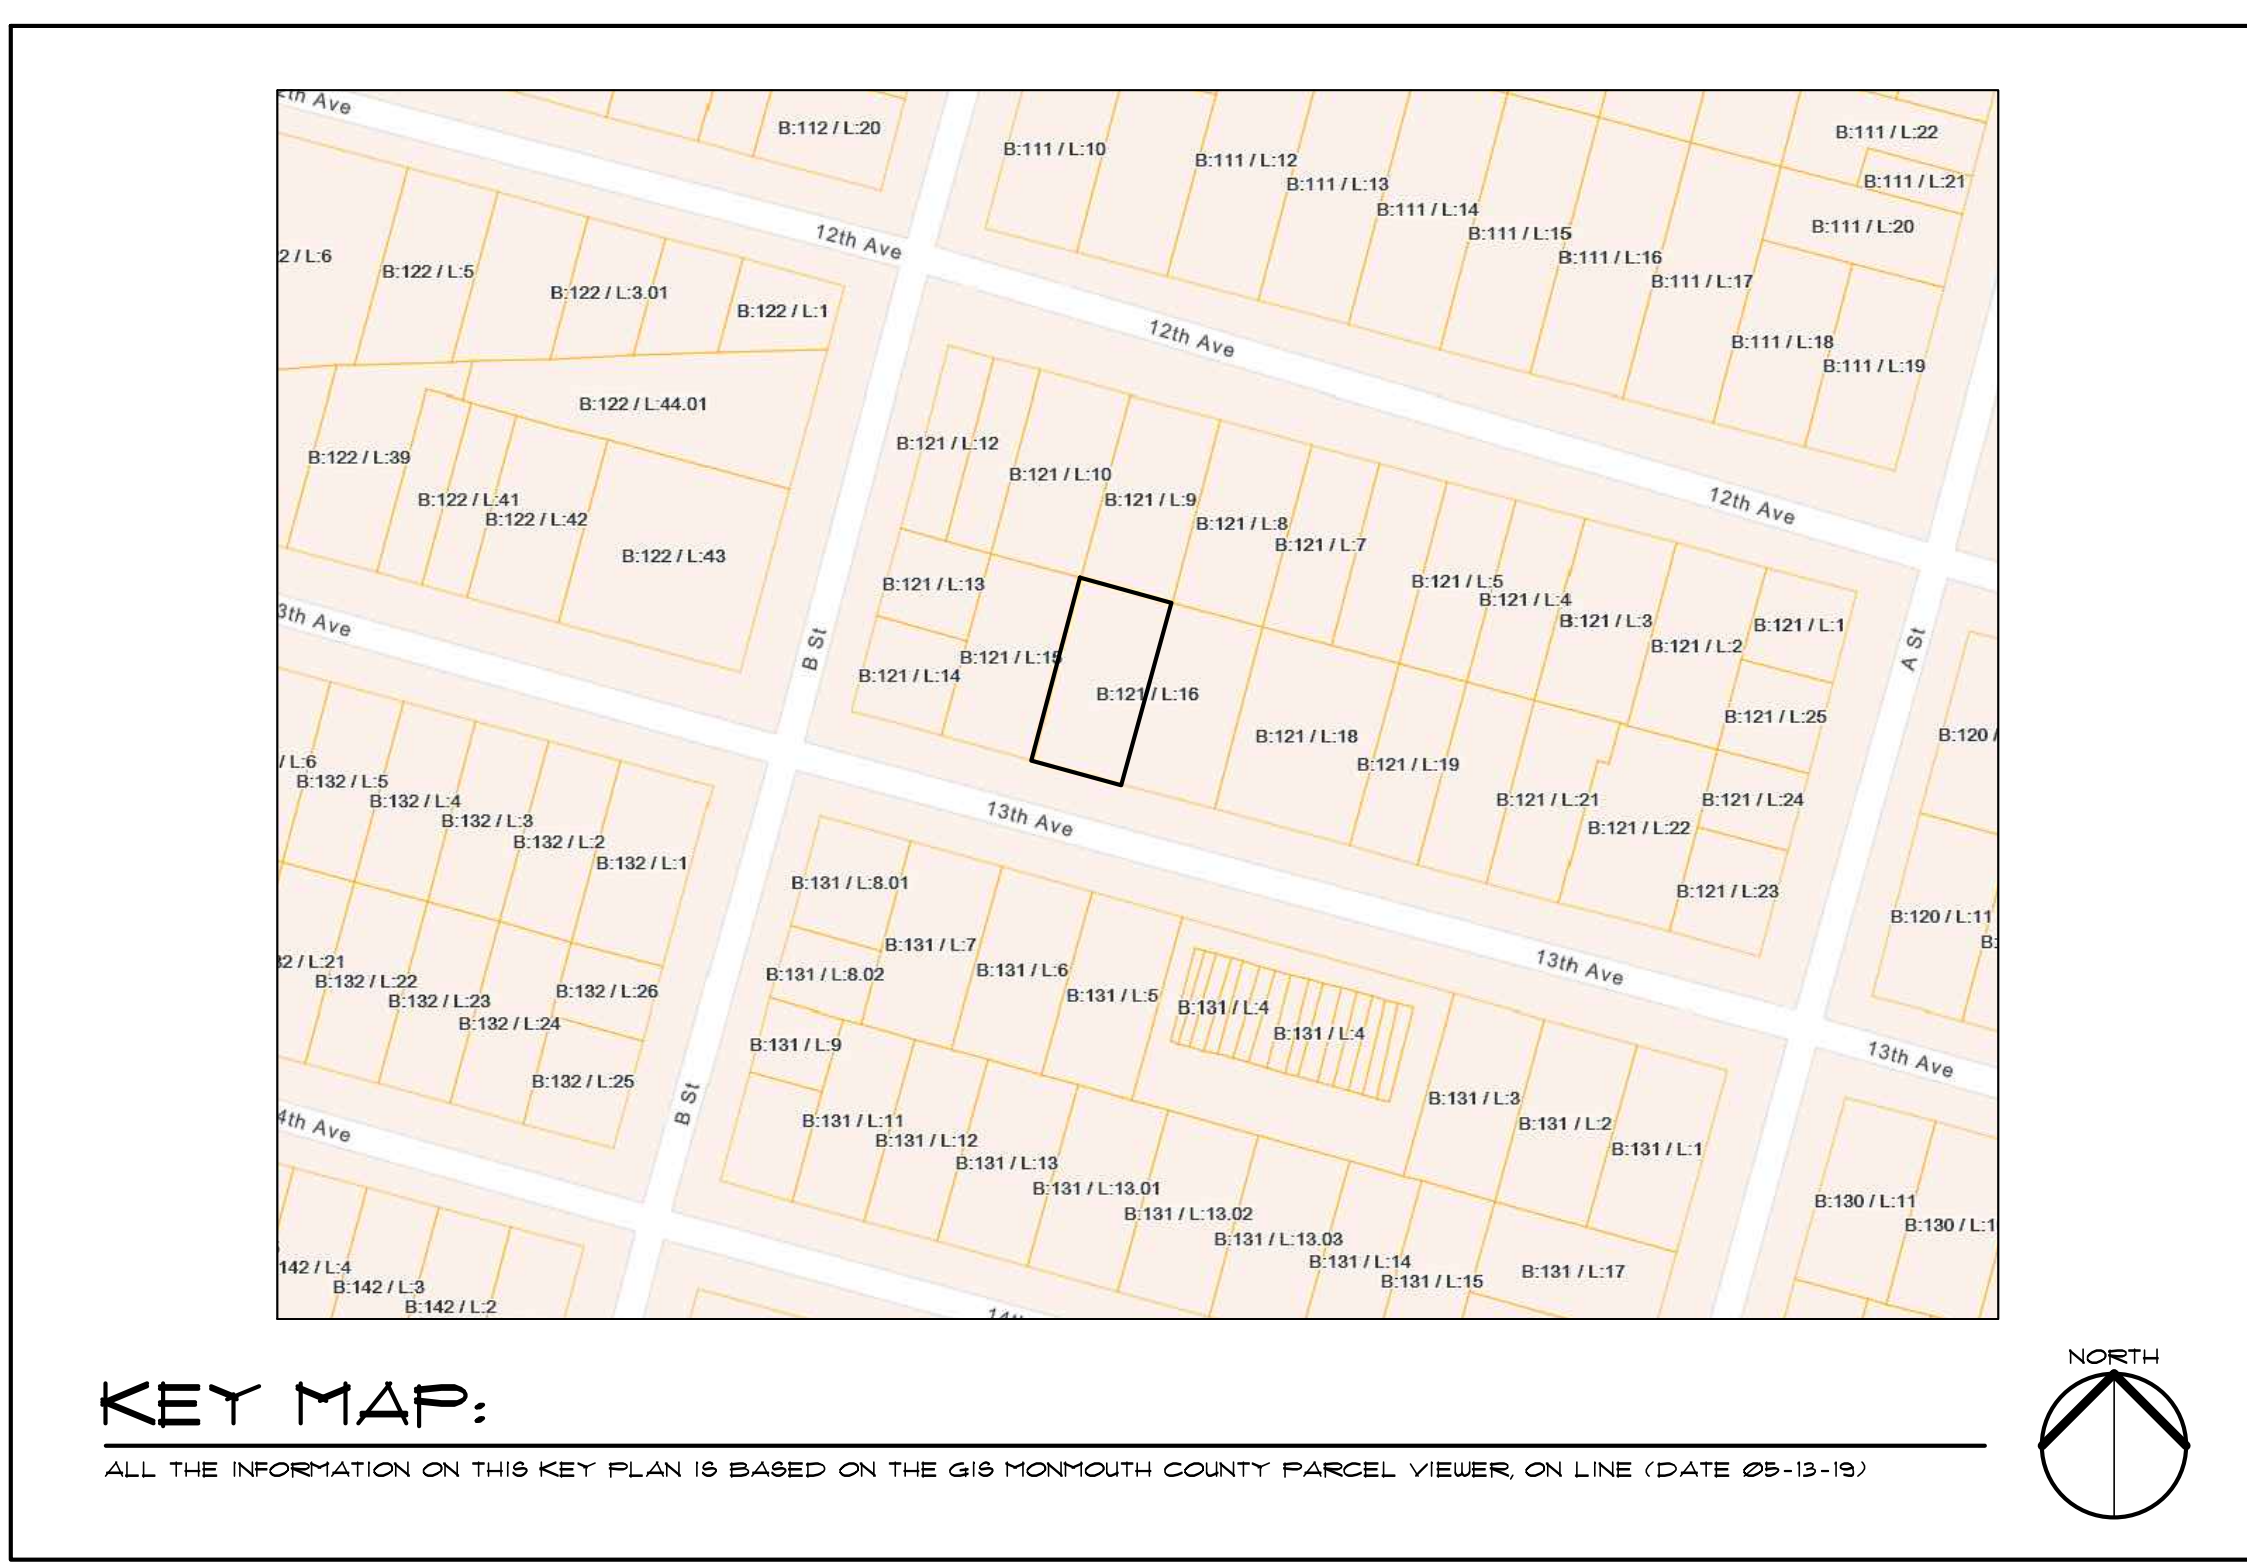 12th Ave
B:112 / L:20
B:111 / L:10
B:111 / L:12
B:111 / L:13
B:111 / L:14
B:111 / L:15
B:111 / L:16
B:111 / L:17
B:111 / L:18
B:111 / L:19
B:111 / L:22
B:111 / L:21
B:111 / L:20
2 / L:6
B:122 / L:5
B:122 / L:3.01
B:122 / L:1
12th Ave
12th Ave
B:122 / L:44.01
B:122 / L:39
B:122 / L:41
B:122 / L:42
B:122 / L:43
B:121 / L:12
B:121 / L:10
B:121 / L:9
B:121 / L:8
B:121 / L:7
B:121 / L:5
B:121 / L:4
B:121 / L:3
B:121 / L:2
B:121 / L:1
B:121 / L:13
B:121 / L:14
B:121 / L:15
B:121 / L:16
B:121 / L:18
B:121 / L:19
B:121 / L:21
B:121 / L:22
B:121 / L:25
B:121 / L:24
B:121 / L:23
3th Ave
B St
A St
B:120 /
B:120 / L:11
B:
/ L:6
B:132 / L:5
B:132 / L:4
B:132 / L:3
B:132 / L:2
B:132 / L:1
13th Ave
13th Ave
13th Ave
32 / L:21
B:132 / L:22
B:132 / L:23
B:132 / L:24
B:132 / L:26
B:132 / L:25
B:131 / L:8.01
B:131 / L:7
B:131 / L:8.02
B:131 / L:6
B:131 / L:5
B:131 / L:4
B:131 / L:4
B:131 / L:3
B:131 / L:2
B:131 / L:1
B:131 / L:9
B:131 / L:11
B:131 / L:12
B:131 / L:13
B:131 / L:13.01
B:131 / L:13.02
B:131 / L:13.03
B:131 / L:14
B:131 / L:15
B:131 / L:17
B:130 / L:11
B:130 / L:1
B St
4th Ave
142 / L:4
B:142 / L:3
B:142 / L:2
KEY MAP:
NORTH
ALL THE INFORMATION ON THIS KEY PLAN IS BASED ON THE GIS MONMOUTH COUNTY PARCEL VIEWER, ON LINE (DATE 05-13-19)